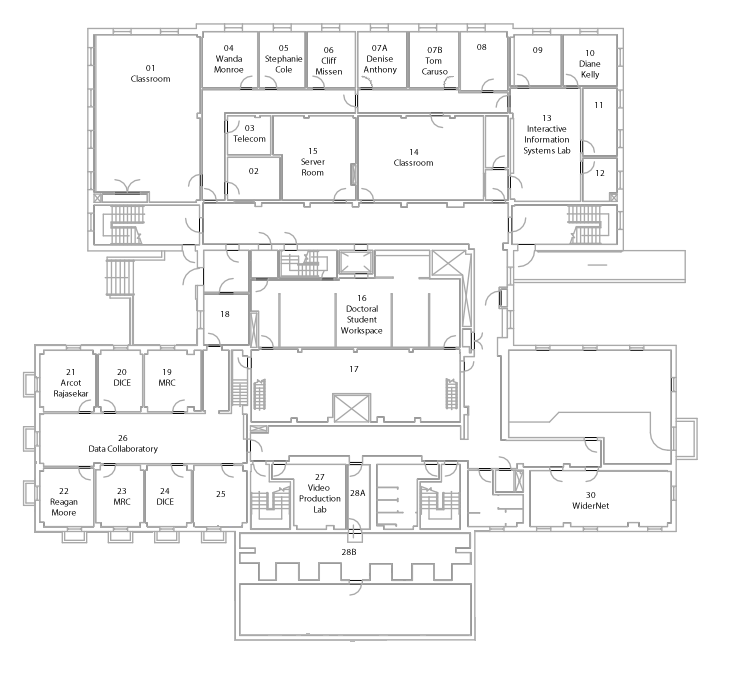 01
Classroom
04
Wanda
Monroe
05
Stephanie
Cole
06
Cliff
Missen
07A
Denise
Anthony
07B
Tom
Caruso
08
09
10
Diane
Kelly
11
12
13
Interactive
Information
Systems Lab
03
Telecom
02
15
Server
Room
14
Classroom
16
Doctoral
Student
Workspace
18
17
21
Arcot
Rajasekar
20
DICE
19
MRC
26
Data Collaboratory
22
Reagan
Moore
23
MRC
24
DICE
25
27
Video
Production
Lab
28A
28B
30
WiderNet